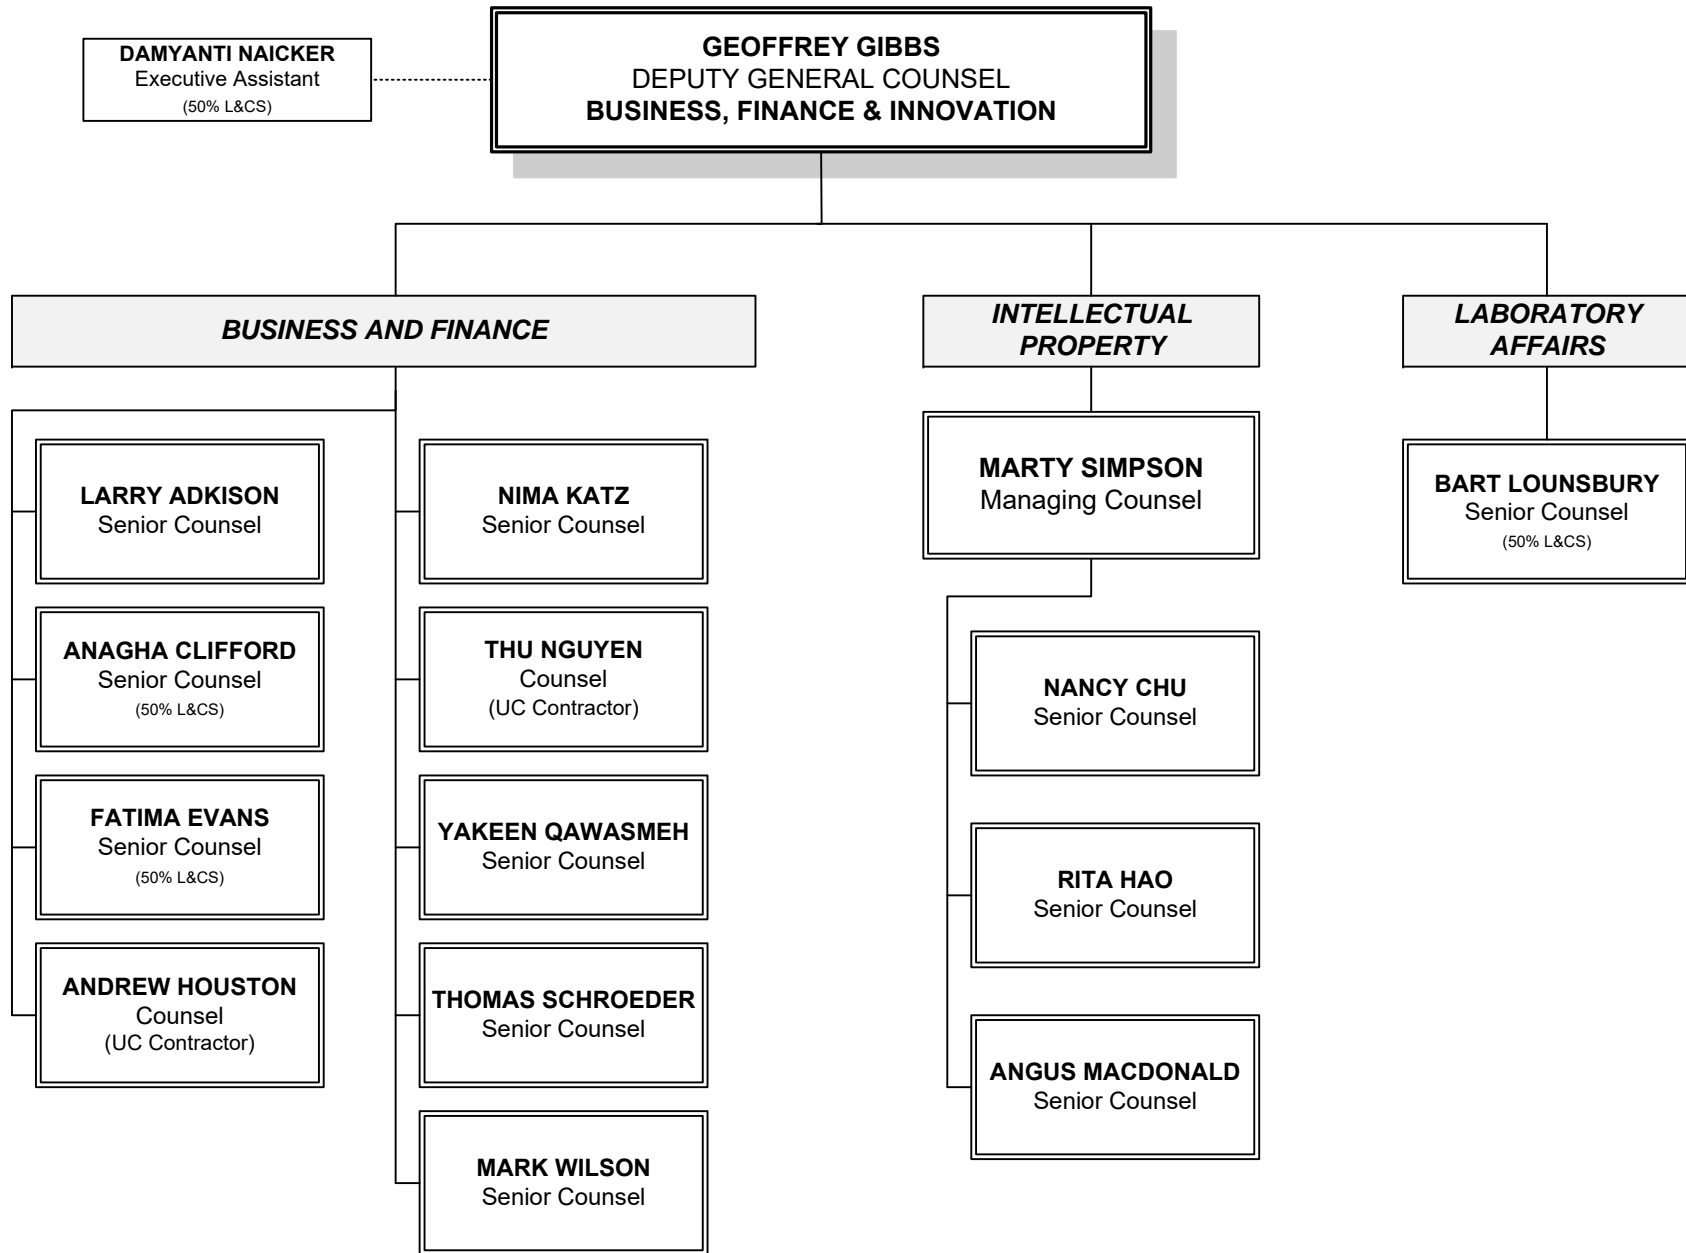 DAMYANTI NAICKER
Executive Assistant
(50% L&CS)
GEOFFREY GIBBS
DEPUTY GENERAL COUNSEL
BUSINESS, FINANCE & INNOVATION
BUSINESS AND FINANCE
INTELLECTUAL
PROPERTY
LABORATORY
AFFAIRS
LARRY ADKISON
Senior Counsel
ANAGHA CLIFFORD
Senior Counsel
(50% L&CS)
FATIMA EVANS
Senior Counsel
(50% L&CS)
ANDREW HOUSTON
Counsel
(UC Contractor)
NIMA KATZ
Senior Counsel
THU NGUYEN
Counsel
(UC Contractor)
YAKEEN QAWASMEH
Senior Counsel
THOMAS SCHROEDER
Senior Counsel
MARK WILSON
Senior Counsel
MARTY SIMPSON
Managing Counsel
NANCY CHU
Senior Counsel
RITA HAO
Senior Counsel
ANGUS MACDONALD
Senior Counsel
BART LOUNSBURY
Senior Counsel
(50% L&CS)